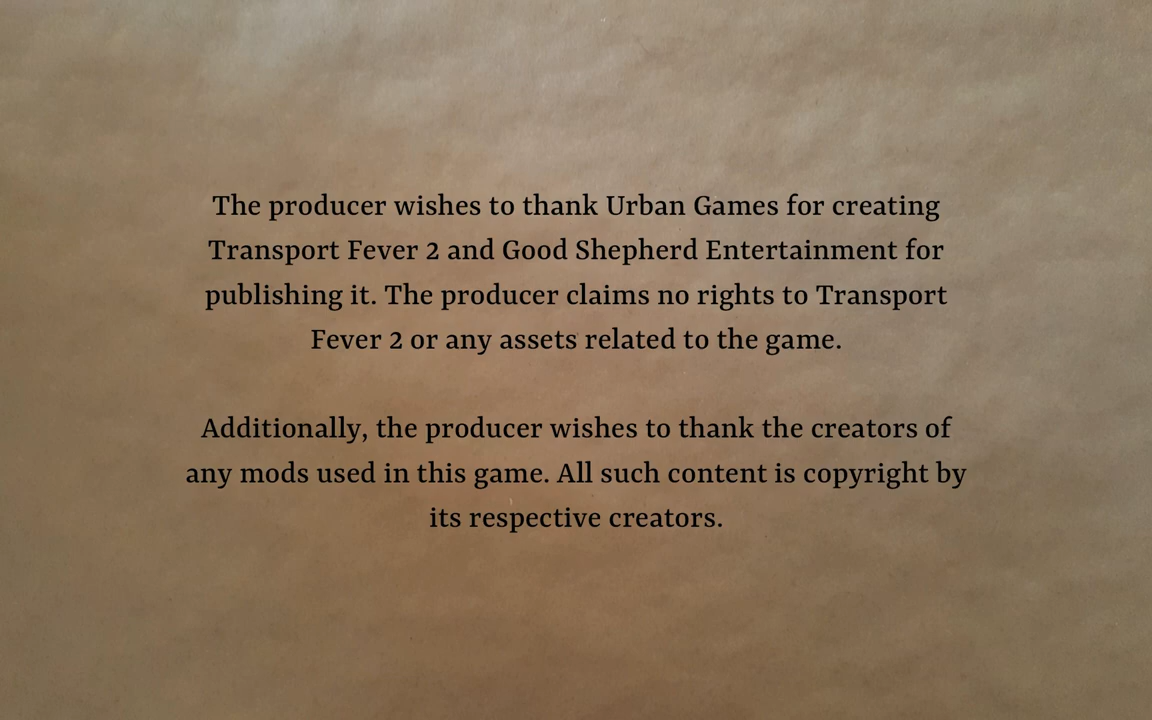 The producer wishes to thank Urban Games for creating
Transport Fever 2 and Good Shepherd Entertainment for
publishing it. The producer claims no rights to Transport
Fever 2 or any assets related to the game.
Additionally, the producer wishes to thank the creators of
any mods used in this game. All such content is copyright by
its respective creators.